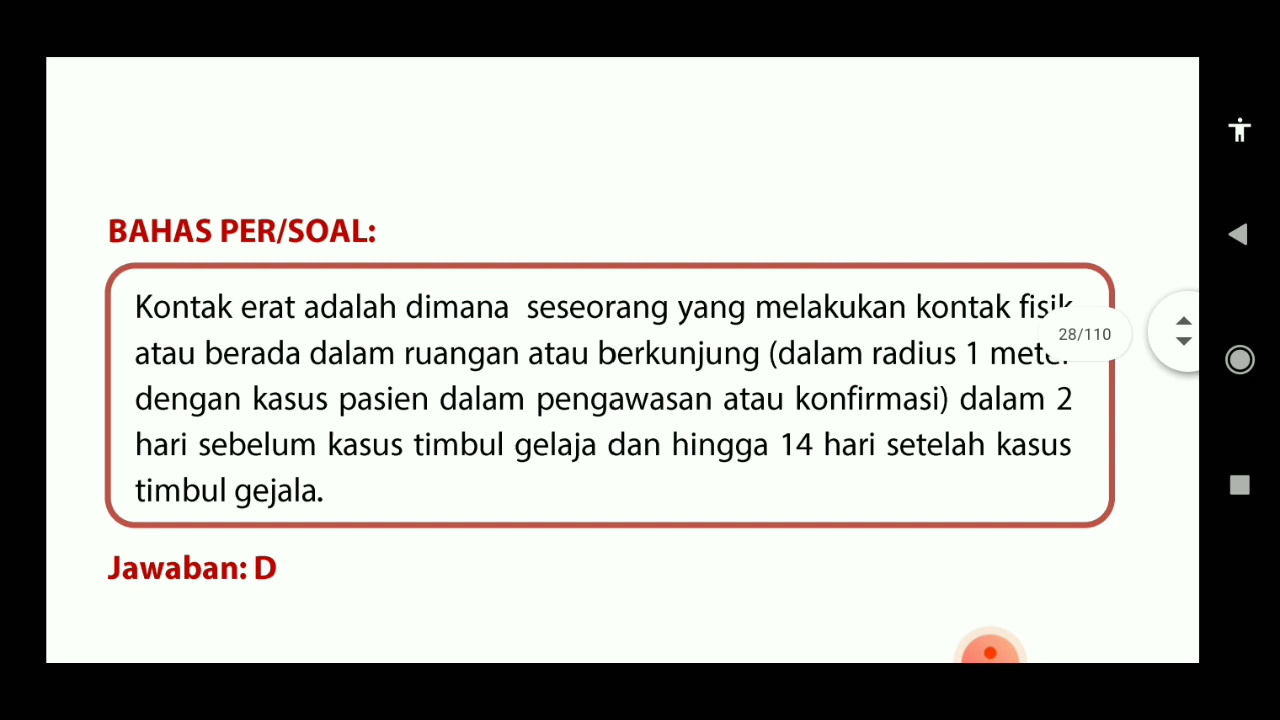 BAHAS PER/SOAL:
Kontak erat adalah dimana seseorang yang melakukan kontak fisik
28/110
atau berada dalam ruangan atau berkunjung (dalam radius 1 meter
dengan kasus pasien dalam pengawasan atau konfirmasi) dalam 2
hari sebelum kasus timbul gelaja dan hingga 14 hari setelah kasus
timbul gejala.
Jawaban: D